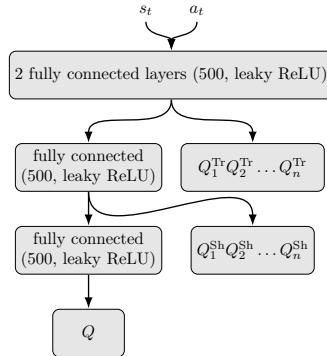 s_t a_t
2 fully connected layers (500, leaky ReLU)
fully connected
(500, leaky ReLU)
Q_1^Tr Q_2^Tr … Q_n^Tr
fully connected
(500, leaky ReLU)
Q_1^Sh Q_2^Sh … Q_n^Sh
Q